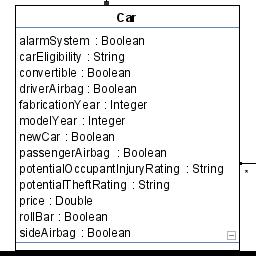 Car
alarmSystem : Boolean
carEligibility : String
convertible : Boolean
driverAirbag : Boolean
fabricationYear : Integer
modelYear : Integer
newCar : Boolean
passengerAirbag : Boolean
potentialOccupantInjuryRating : String
potentialTheftRating : String
price : Double
rollBar : Boolean
sideAirbag : Boolean
*